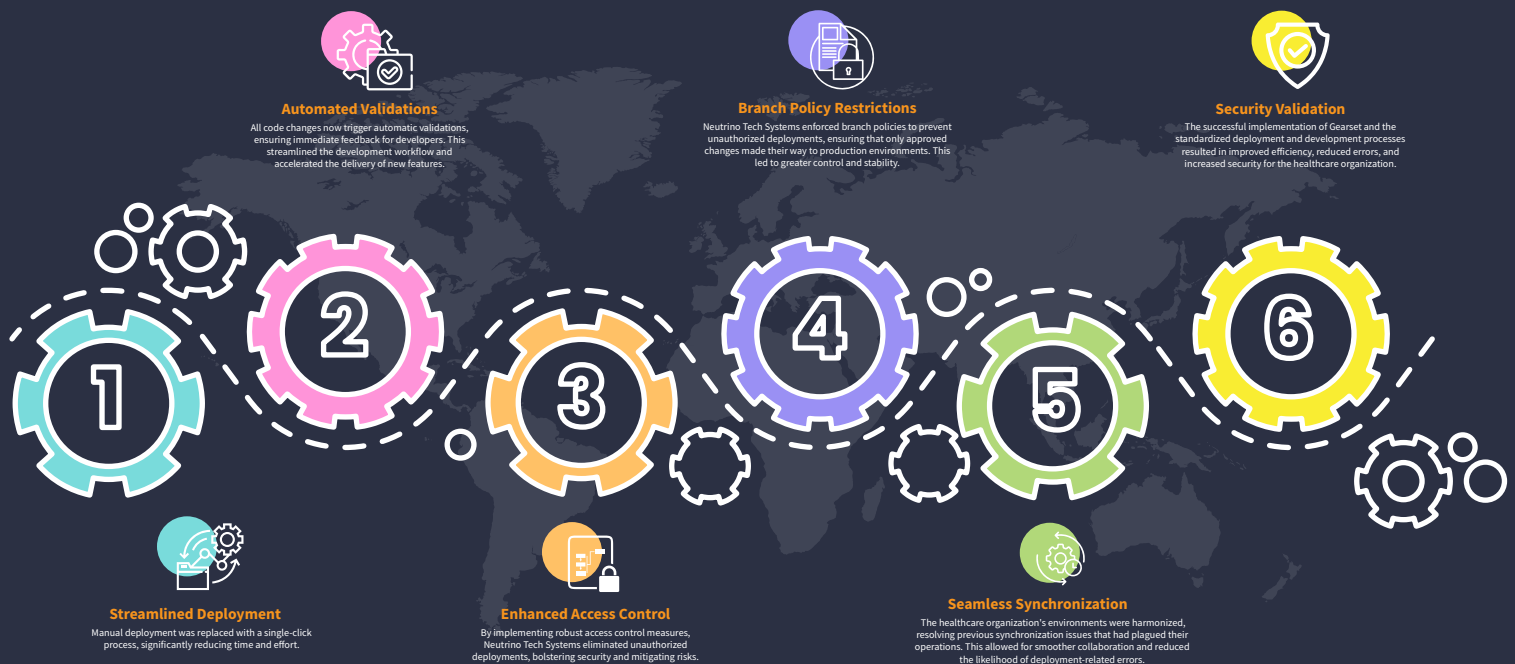 Automated Validations
All code changes now trigger automatic validations,
ensuring immediate feedback for developers. This
streamlined the development workflow and
accelerated the delivery of new features.
Branch Policy Restrictions
Neutrino Tech Systems enforced branch policies to prevent
unauthorized deployments, ensuring that only approved
changes made their way to production environments. This
led to greater control and stability.
Security Validation
The successful implementation of Gearset and the
standardized deployment and development processes
resulted in improved efficiency, reduced errors, and
increased security for the healthcare organization.
1
2
3
4
5
6
Streamlined Deployment
Manual deployment was replaced with a single-click
process, significantly reducing time and effort.
Enhanced Access Control
By implementing robust access control measures,
Neutrino Tech Systems eliminated unauthorized
deployments, bolstering security and mitigating risks.
Seamless Synchronization
The healthcare organization's environments were harmonized,
resolving previous synchronization issues that had plagued their
operations. This allowed for smoother collaboration and reduced
the likelihood of deployment-related errors.